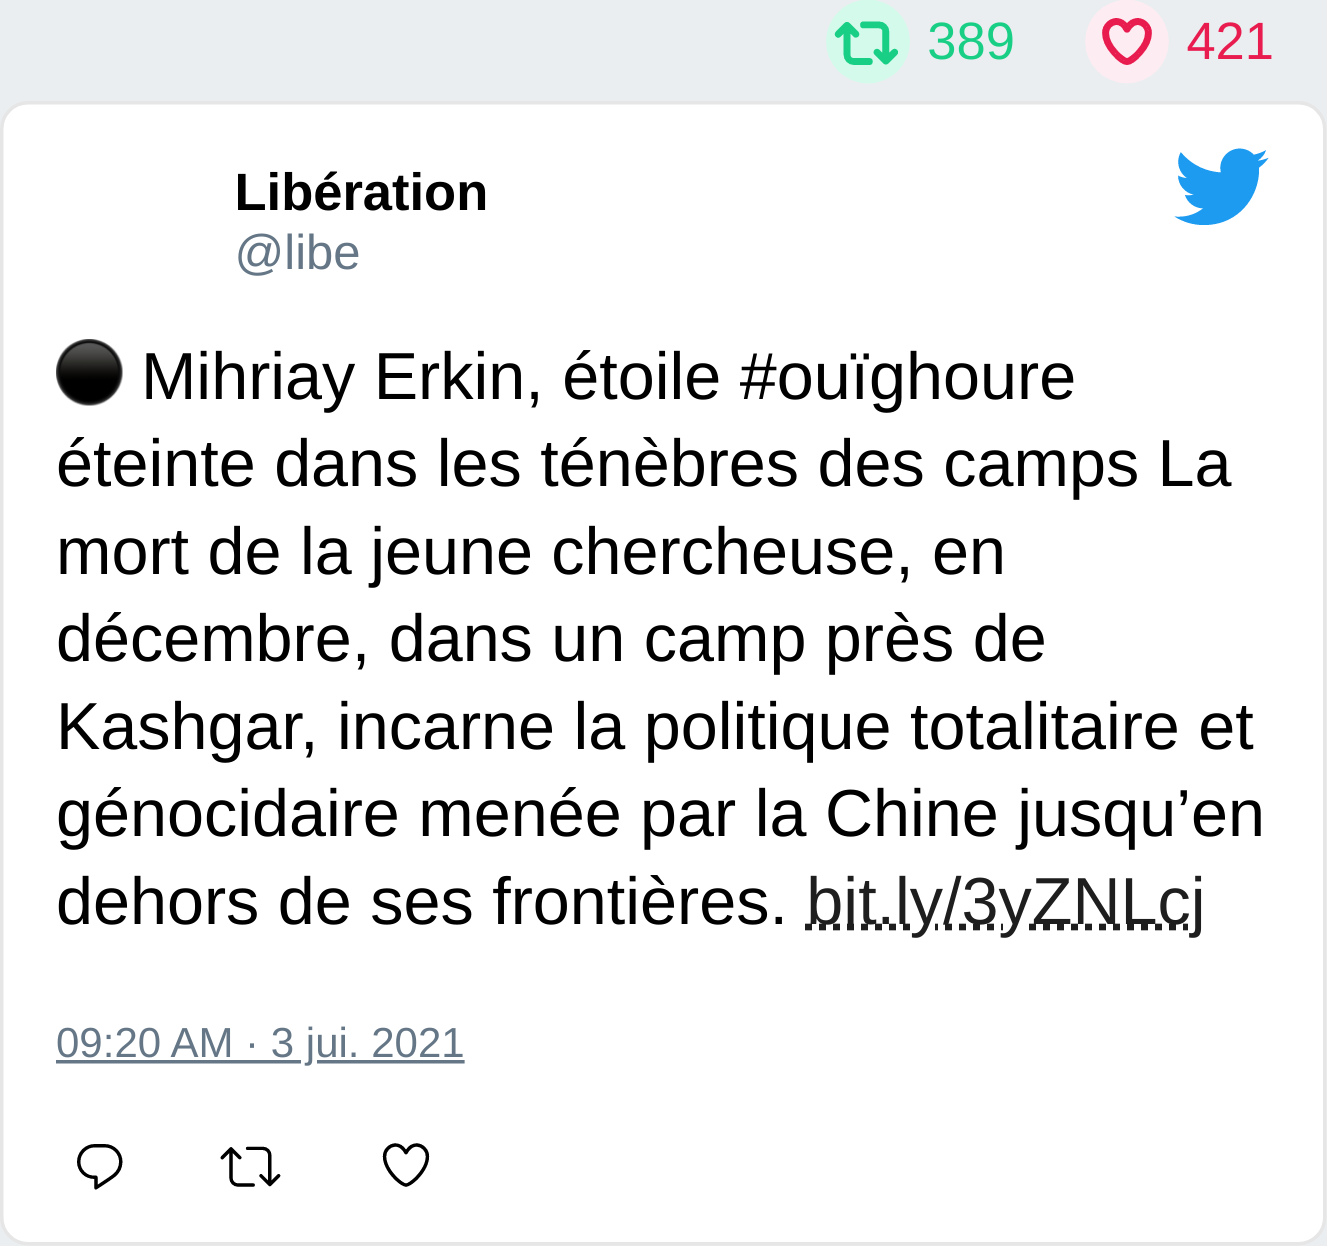 389 421
Libération
@libe
⚫ Mihriay Erkin, étoile #ouïghoure
éteinte dans les ténèbres des camps La
mort de la jeune chercheuse, en
décembre, dans un camp près de
Kashgar, incarne la politique totalitaire et
génocidaire menée par la Chine jusqu’en
dehors de ses frontières. bit.ly/3yZNLcj
09:20 AM · 3 jui. 2021